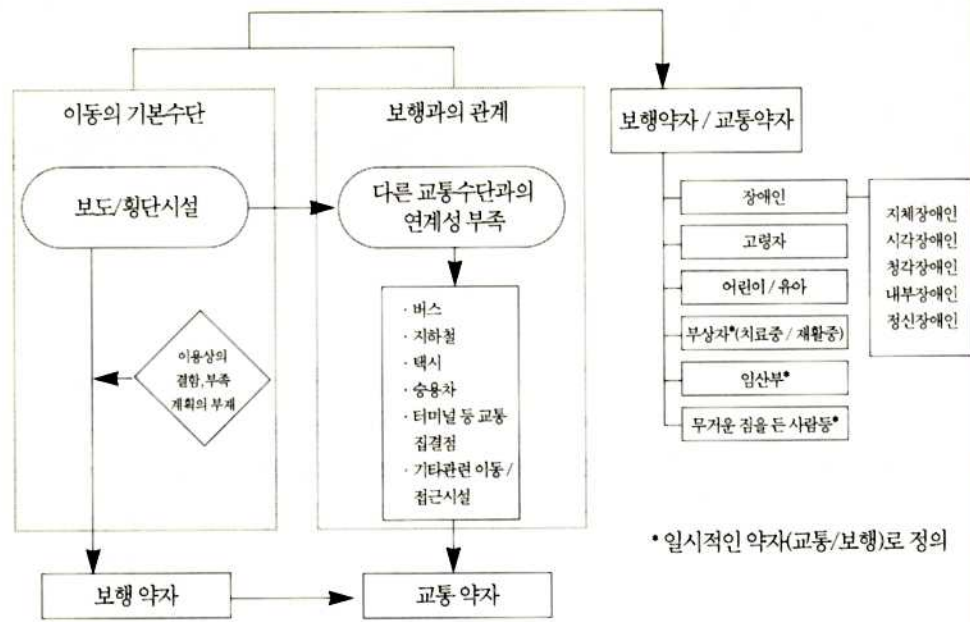 이동의 기본수단
보도/횡단시설
이용상의
결함,부족
계획의 부재
보행 약자
보행과의 관계
다른 교통수단과의
연계성 부족
· 버스
· 지하철
· 택시
· 승용차
· 터미널 등 교통
집결점
· 기타관련 이동 /
접근시설
교통 약자
보행약자 / 교통약자
장애인
고령자
어린이 / 유아
부상자*(치료중 / 재활중)
임산부*
무거운 짐을 든 사람등*
지체장애인
시각장애인
청각장애인
내부장애인
정신장애인
* 일시적인 약자(교통/보행)로 정의